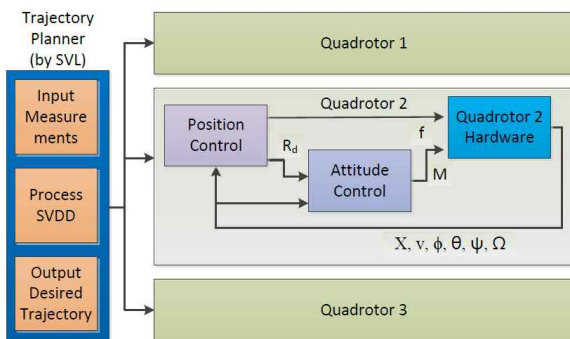 Trajectory
Planner
(by SVL)
Input
Measure
ments
Process
SVDD
Output
Desired
Trajectory
Quadrotor 1
Quadrotor 2
Position
Control
R_d
Attitude
Control
f
M
Quadrotor 2
Hardware
X, v, ϕ, θ, ψ, Ω
Quadrotor 3